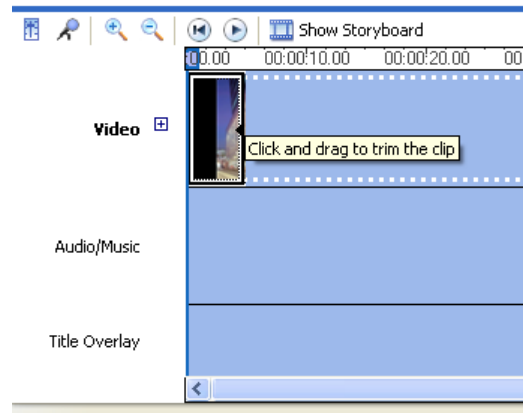 Show Storyboard
0.00 00:00:10.00 00:00:20.00 00
Video
Click and drag to trim the clip
Audio/Music
Title Overlay